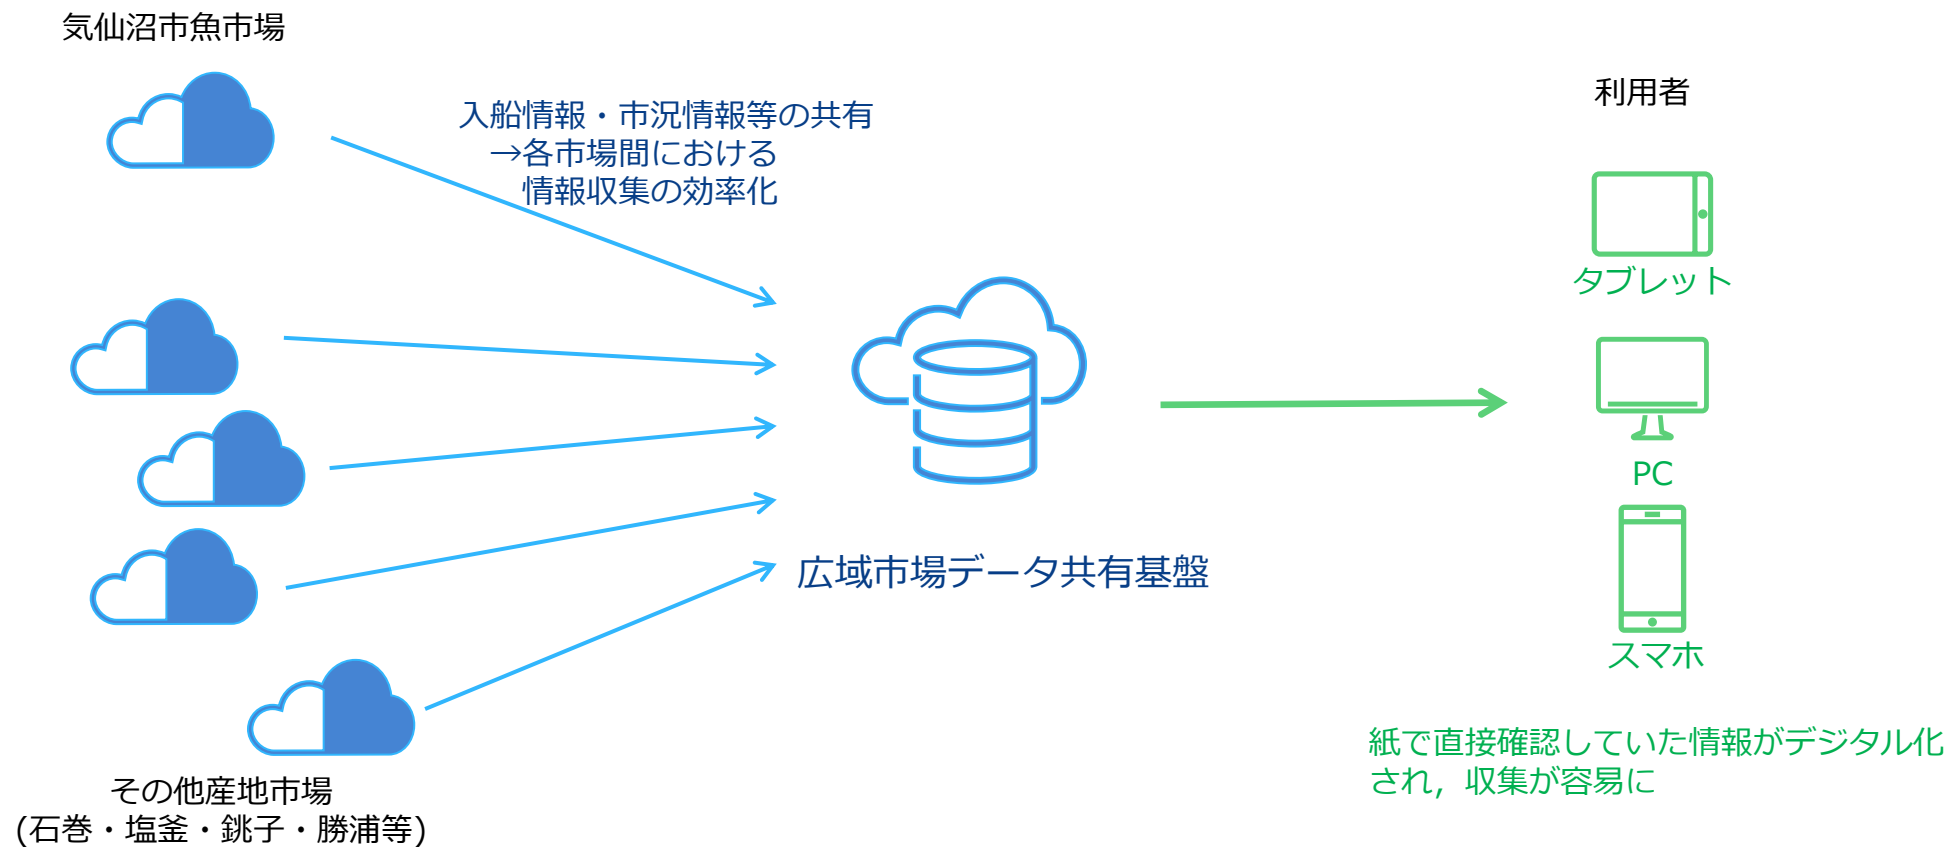 気仙沼市魚市場
入船情報・市況情報等の共有
→各市場間における
情報収集の効率化
利用者
タブレット
PC
スマホ
広域市場データ共有基盤
紙で直接確認していた情報がデジタル化
され，収集が容易に
その他産地市場
(石巻・塩釜・銚子・勝浦等)